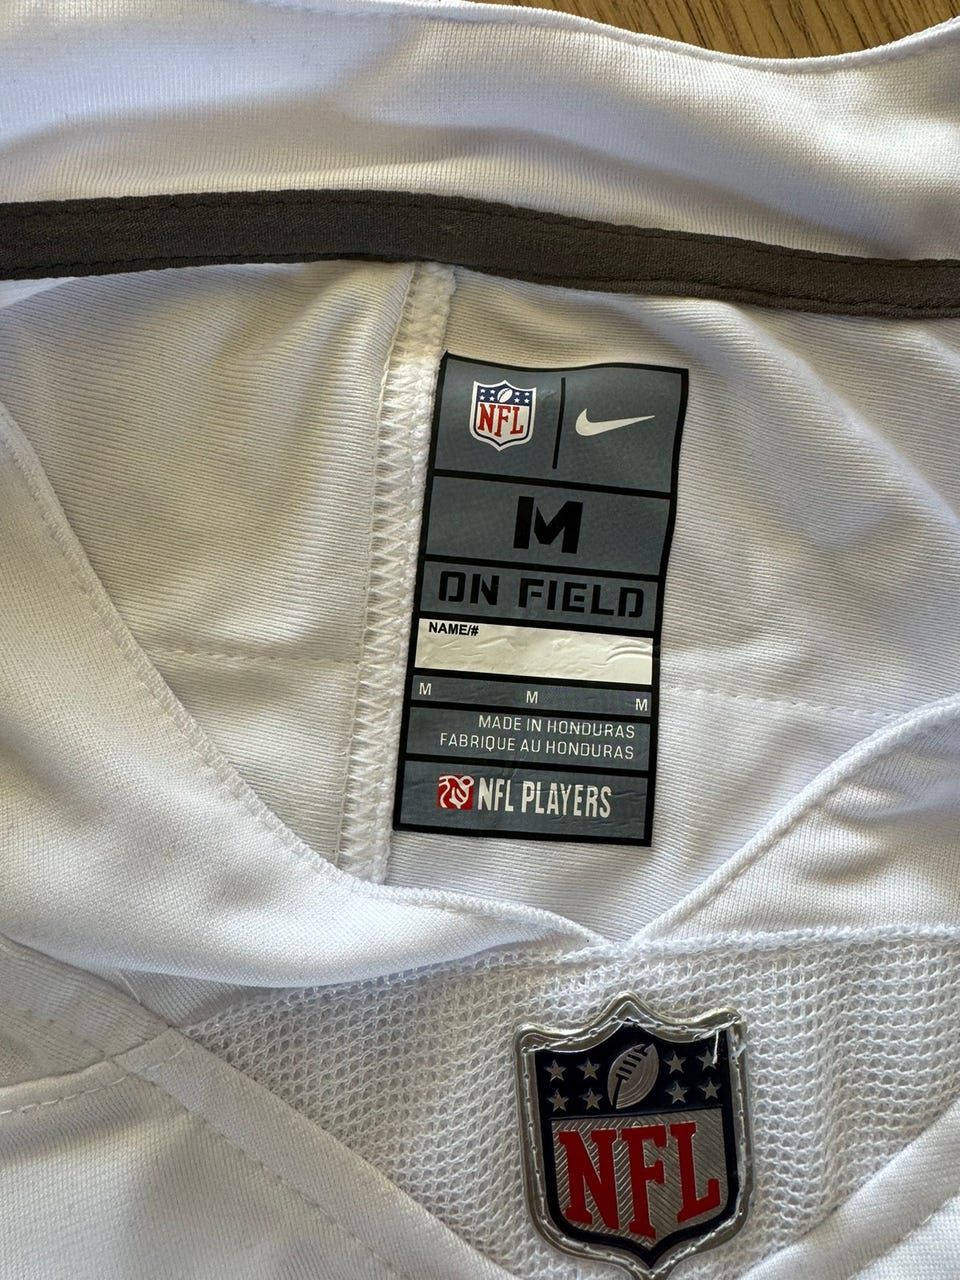 NFL
M
ON FIELD
NAME/#
M M M
MADE IN HONDURAS
FABRIQUE AU HONDURAS
NFL PLAYERS
NFL